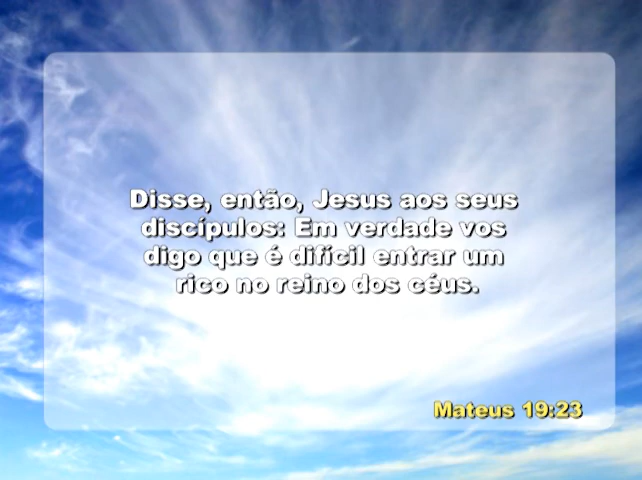 Disse, então, Jesus aos seus
discípulos: Em verdade vos
digo que é difícil entrar um
rico no reino dos céus.
Mateus 19:23